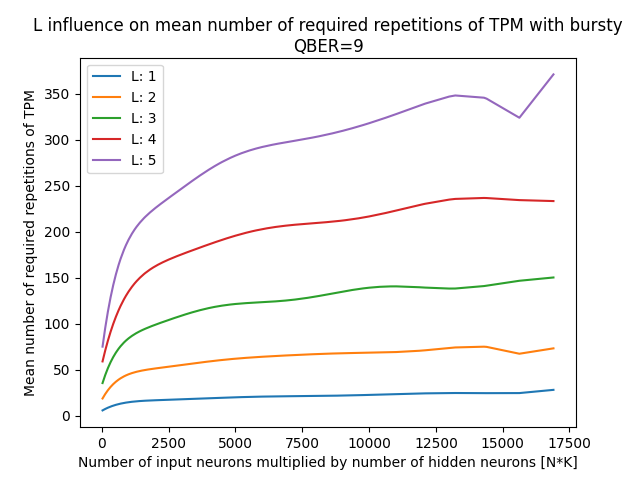 L influence on mean number of required repetitions of TPM with bursty
QBER=9
Mean number of required repetitions of TPM
350
300
250
200
150
100
50
0
L: 1
L: 2
L: 3
L: 4
L: 5
0 2500 5000 7500 10000 12500 15000 17500
Number of input neurons multiplied by number of hidden neurons [N*K]